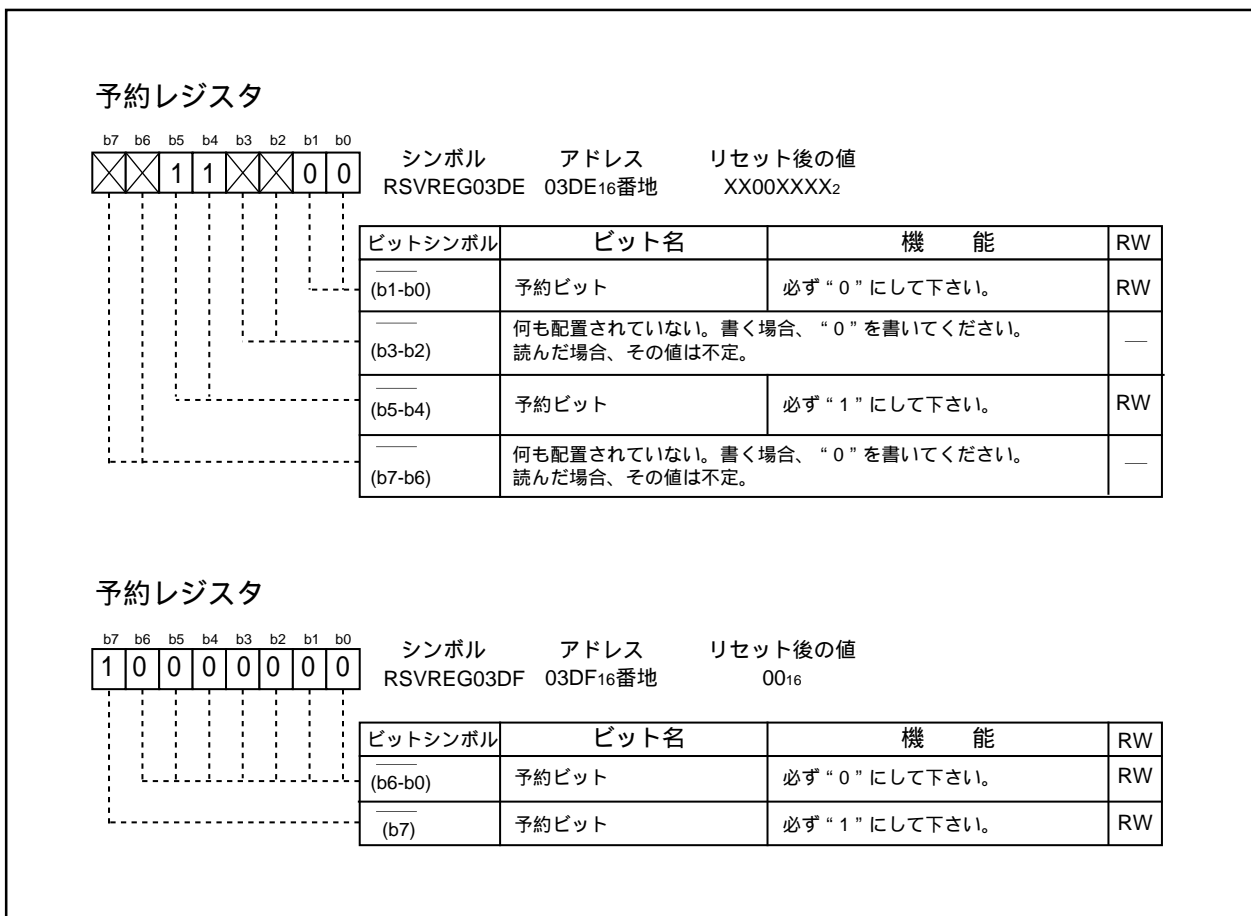 予約レジスタ
b7 b6 b5 b4 b3 b2 b1 b0
1 1 0 0
シンボル アドレス リセット後の値
RSVREG03DE 03DE16番地 XX00XXXX2
ビットシンボル ビット名 機 能 RW
(b1-b0) 予約ビット 必ず“0”にして下さい。 RW
(b3-b2) 何も配置されていない。書く場合、“0”を書いてください。
読んだ場合、その値は不定。 —
(b5-b4) 予約ビット 必ず“1”にして下さい。 RW
(b7-b6) 何も配置されていない。書く場合、“0”を書いてください。
読んだ場合、その値は不定。 —
予約レジスタ
b7 b6 b5 b4 b3 b2 b1 b0
1 0 0 0 0 0 0 0
シンボル アドレス リセット後の値
RSVREG03DF 03DF16番地 0016
ビットシンボル ビット名 機 能 RW
(b6-b0) 予約ビット 必ず“0”にして下さい。 RW
(b7) 予約ビット 必ず“1”にして下さい。 RW